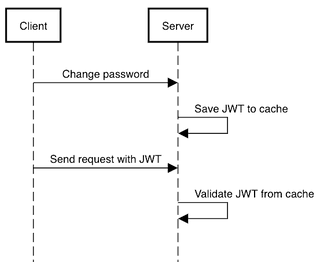 Client
Server
Change password
Save JWT to cache
Send request with JWT
Validate JWT from cache